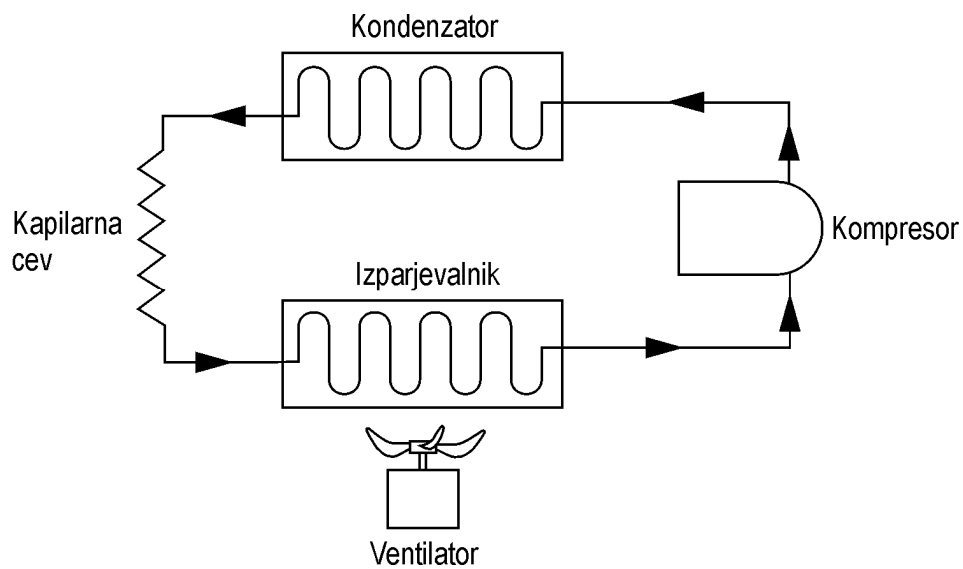 Kondenzator
Kapilarna
cev
Kompresor
Izparjevalnik
Ventilator